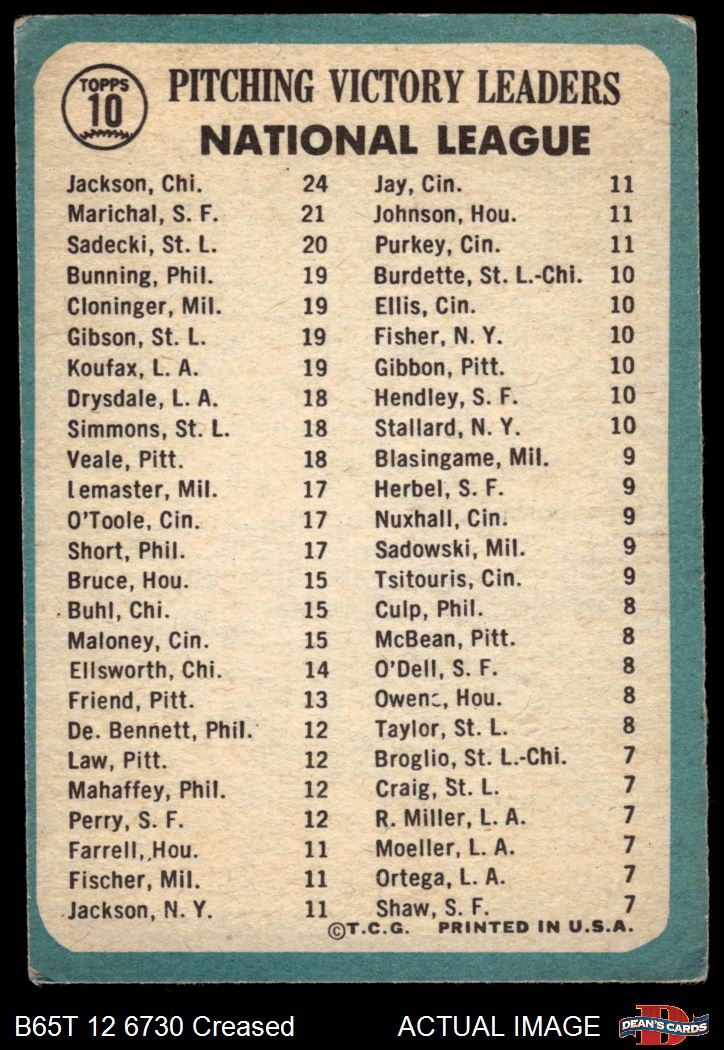 TOPPS
10
PITCHING VICTORY LEADERS
NATIONAL LEAGUE
Jackson, Chi. 24
Marichal, S. F. 21
Sadecki, St. L. 20
Bunning, Phil. 19
Cloninger, Mil. 19
Gibson, St. L. 19
Koufax, L. A. 19
Drysdale, L. A. 18
Simmons, St. L. 18
Veale, Pitt. 18
Lemaster, Mil. 17
O'Toole, Cin. 17
Short, Phil. 17
Bruce, Hou. 15
Buhl, Chi. 15
Maloney, Cin. 15
Ellsworth, Chi. 14
Friend, Pitt. 13
De. Bennett, Phil. 12
Law, Pitt. 12
Mahaffey, Phil. 12
Perry, S. F. 12
Farrell, Hou. 11
Fischer, Mil. 11
Jackson, N. Y. 11
Jay, Cin. 11
Johnson, Hou. 11
Purkey, Cin. 11
Burdette, St. L.-Chi. 10
Ellis, Cin. 10
Fisher, N. Y. 10
Gibbon, Pitt. 10
Hendley, S. F. 10
Stallard, N. Y. 10
Blasingame, Mil. 9
Herbel, S. F. 9
Nuxhall, Cin. 9
Sadowski, Mil. 9
Tsitouris, Cin. 9
Culp, Phil. 8
McBean, Pitt. 8
O'Dell, S. F. 8
Owens, Hou. 8
Taylor, St. L. 8
Broglio, St. L.-Chi. 7
Craig, St. L. 7
R. Miller, L. A. 7
Moeller, L. A. 7
Ortega, L. A. 7
Shaw, S. F. 7
©T.C.G. PRINTED IN U.S.A.
B65T 12 6730 Creased ACTUAL IMAGE
D
DEAN'S CARDS